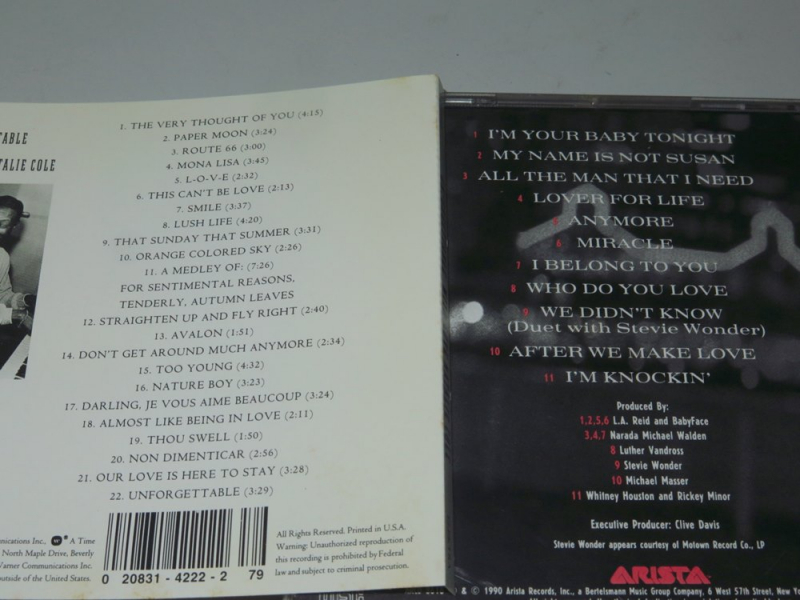 TABLE
TALIE COLE
1. THE VERY THOUGHT OF YOU (4:15)
2. PAPER MOON (3:24)
3. ROUTE 66 (3:00)
4. MONA LISA (3:45)
5. L-O-V-E (2:32)
6. THIS CAN'T BE LOVE (2:13)
7. SMILE (3:37)
8. LUSH LIFE (4:20)
9. THAT SUNDAY THAT SUMMER (3:31)
10. ORANGE COLORED SKY (2:26)
11. A MEDLEY OF: (7:26)
FOR SENTIMENTAL REASONS,
TENDERLY, AUTUMN LEAVES
12. STRAIGHTEN UP AND FLY RIGHT (2:40)
13. AVALON (1:51)
14. DON'T GET AROUND MUCH ANYMORE (2:34)
15. TOO YOUNG (4:32)
16. NATURE BOY (3:23)
17. DARLING, JE VOUS AIME BEAUCOUP (3:24)
18. ALMOST LIKE BEING IN LOVE (2:11)
19. THOU SWELL (1:50)
20. NON DIMENTICAR (2:56)
21. OUR LOVE IS HERE TO STAY (3:28)
22. UNFORGETTABLE (3:29)
nications Inc., A Time
North Maple Drive, Beverly
Warner Communications Inc.
outside of the United States.
0 20831-4222-2 79
All Rights Reserved. Printed in U.S.A.
Warning: Unauthorized reproduction of
this recording is prohibited by Federal
law and subject to criminal prosecution.
1 I'M YOUR BABY TONIGHT
2 MY NAME IS NOT SUSAN
3 ALL THE MAN THAT I NEED
4 LOVER FOR LIFE
5 ANYMORE
6 MIRACLE
7 I BELONG TO YOU
8 WHO DO YOU LOVE
9 WE DIDN'T KNOW
(Duet with Stevie Wonder)
10 AFTER WE MAKE LOVE
11 I'M KNOCKIN'
Produced By:
1,2,5,6 L.A. Reid and BabyFace
3,4,7 Narada Michael Walden
8 Luther Vandross
9 Stevie Wonder
10 Michael Masser
11 Whitney Houston and Rickey Minor
Executive Producer: Clive Davis
Stevie Wonder appears courtesy of Motown Record Co., LP
ARISTA
& © 1990 Arista Records, Inc., a Bertelsmann Music Group Company, 6 West 57th Street, New